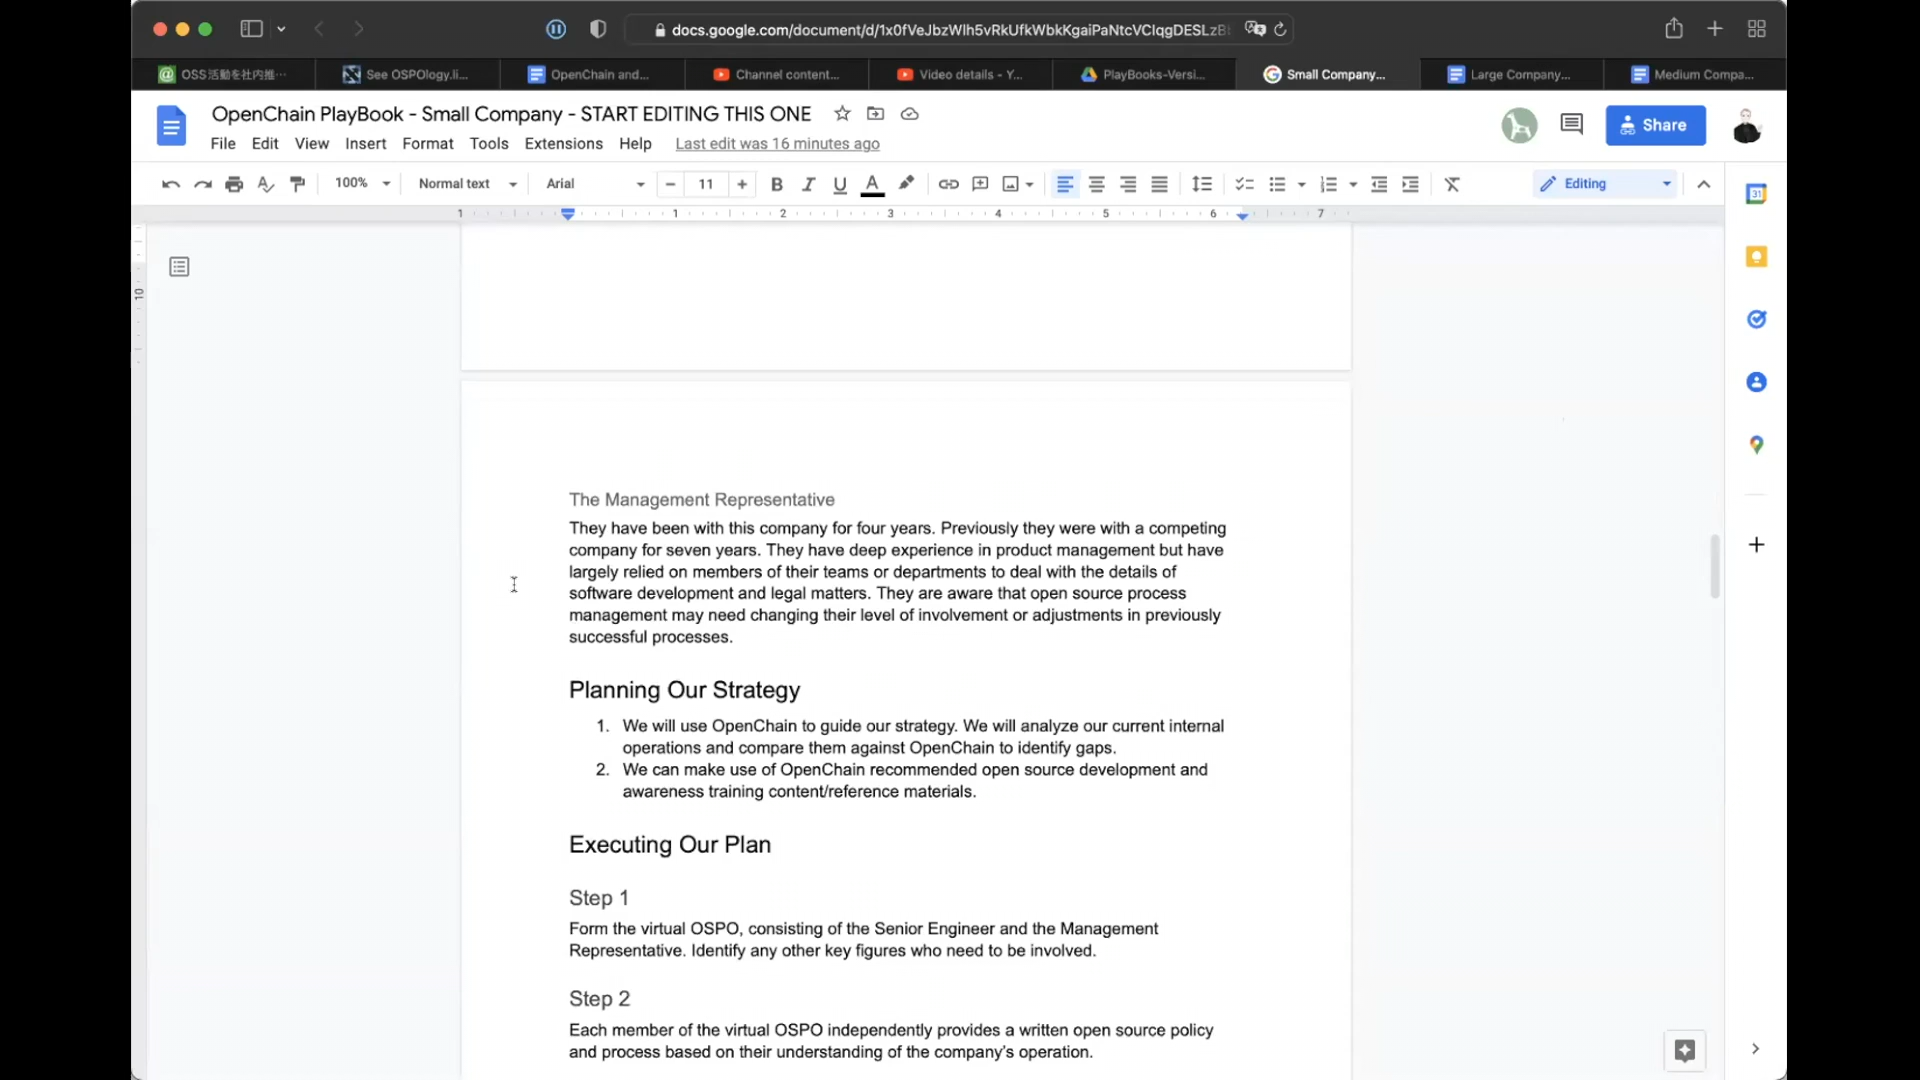 docs.google.com/document/d/1x0fVeJbzWlh5vRkUfkWbkKgaiPaNtcVClqgDESLzB
OSS活動を社内推…
See OSPOlogy.li...
OpenChain and...
Channel content...
Video details - Y...
PlayBooks-Versi...
Small Company...
Large Company...
Medium Compa...
OpenChain PlayBook - Small Company - START EDITING THIS ONE
Share
File Edit View Insert Format Tools Extensions Help Last edit was 16 minutes ago
100% Normal text Arial 11 B I U A Editing
31
1 1 2 3 4 5 6 7
10
The Management Representative
They have been with this company for four years. Previously they were with a competing
company for seven years. They have deep experience in product management but have
largely relied on members of their teams or departments to deal with the details of
software development and legal matters. They are aware that open source process
management may need changing their level of involvement or adjustments in previously
successful processes.
Planning Our Strategy
1. We will use OpenChain to guide our strategy. We will analyze our current internal
operations and compare them against OpenChain to identify gaps.
2. We can make use of OpenChain recommended open source development and
awareness training content/reference materials.
Executing Our Plan
Step 1
Form the virtual OSPO, consisting of the Senior Engineer and the Management
Representative. Identify any other key figures who need to be involved.
Step 2
Each member of the virtual OSPO independently provides a written open source policy
and process based on their understanding of the company's operation.